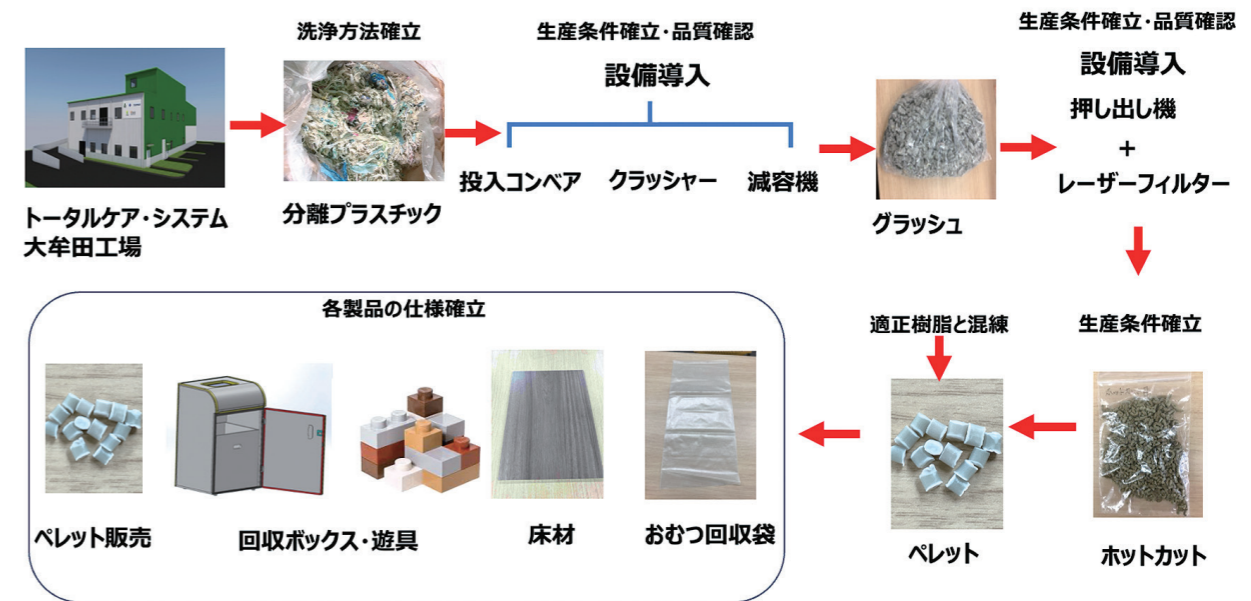 洗浄方法確立
生産条件確立・品質確認
設備導入
生産条件確立・品質確認
設備導入
押し出し機
+
レーザーフィルター
投入コンベア
クラッシャー
減容機
トータルケア・システム
大牟田工場
分離プラスチック
グラッシュ
各製品の仕様確立
適正樹脂と混練
生産条件確立
ペレット販売
回収ボックス・遊具
床材
おむつ回収袋
ペレット
ホットカット